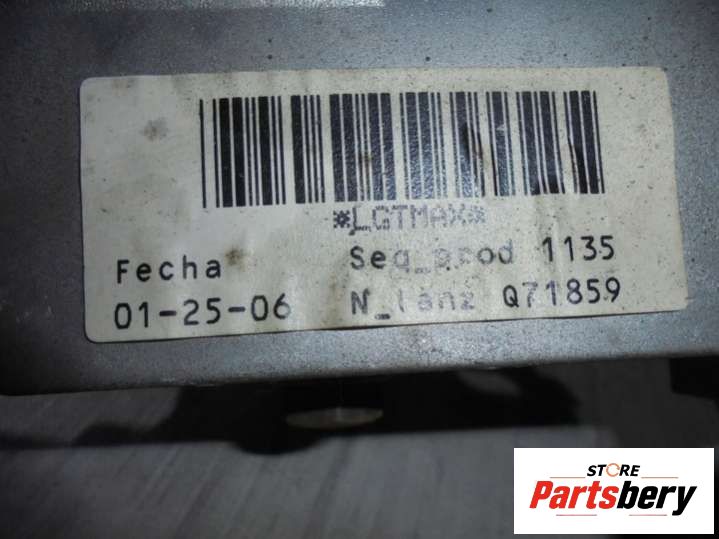 *LGTMAX*
Fecha Seq_prod 1135
01-25-06 N_lanz Q71859
STORE
Partsbery